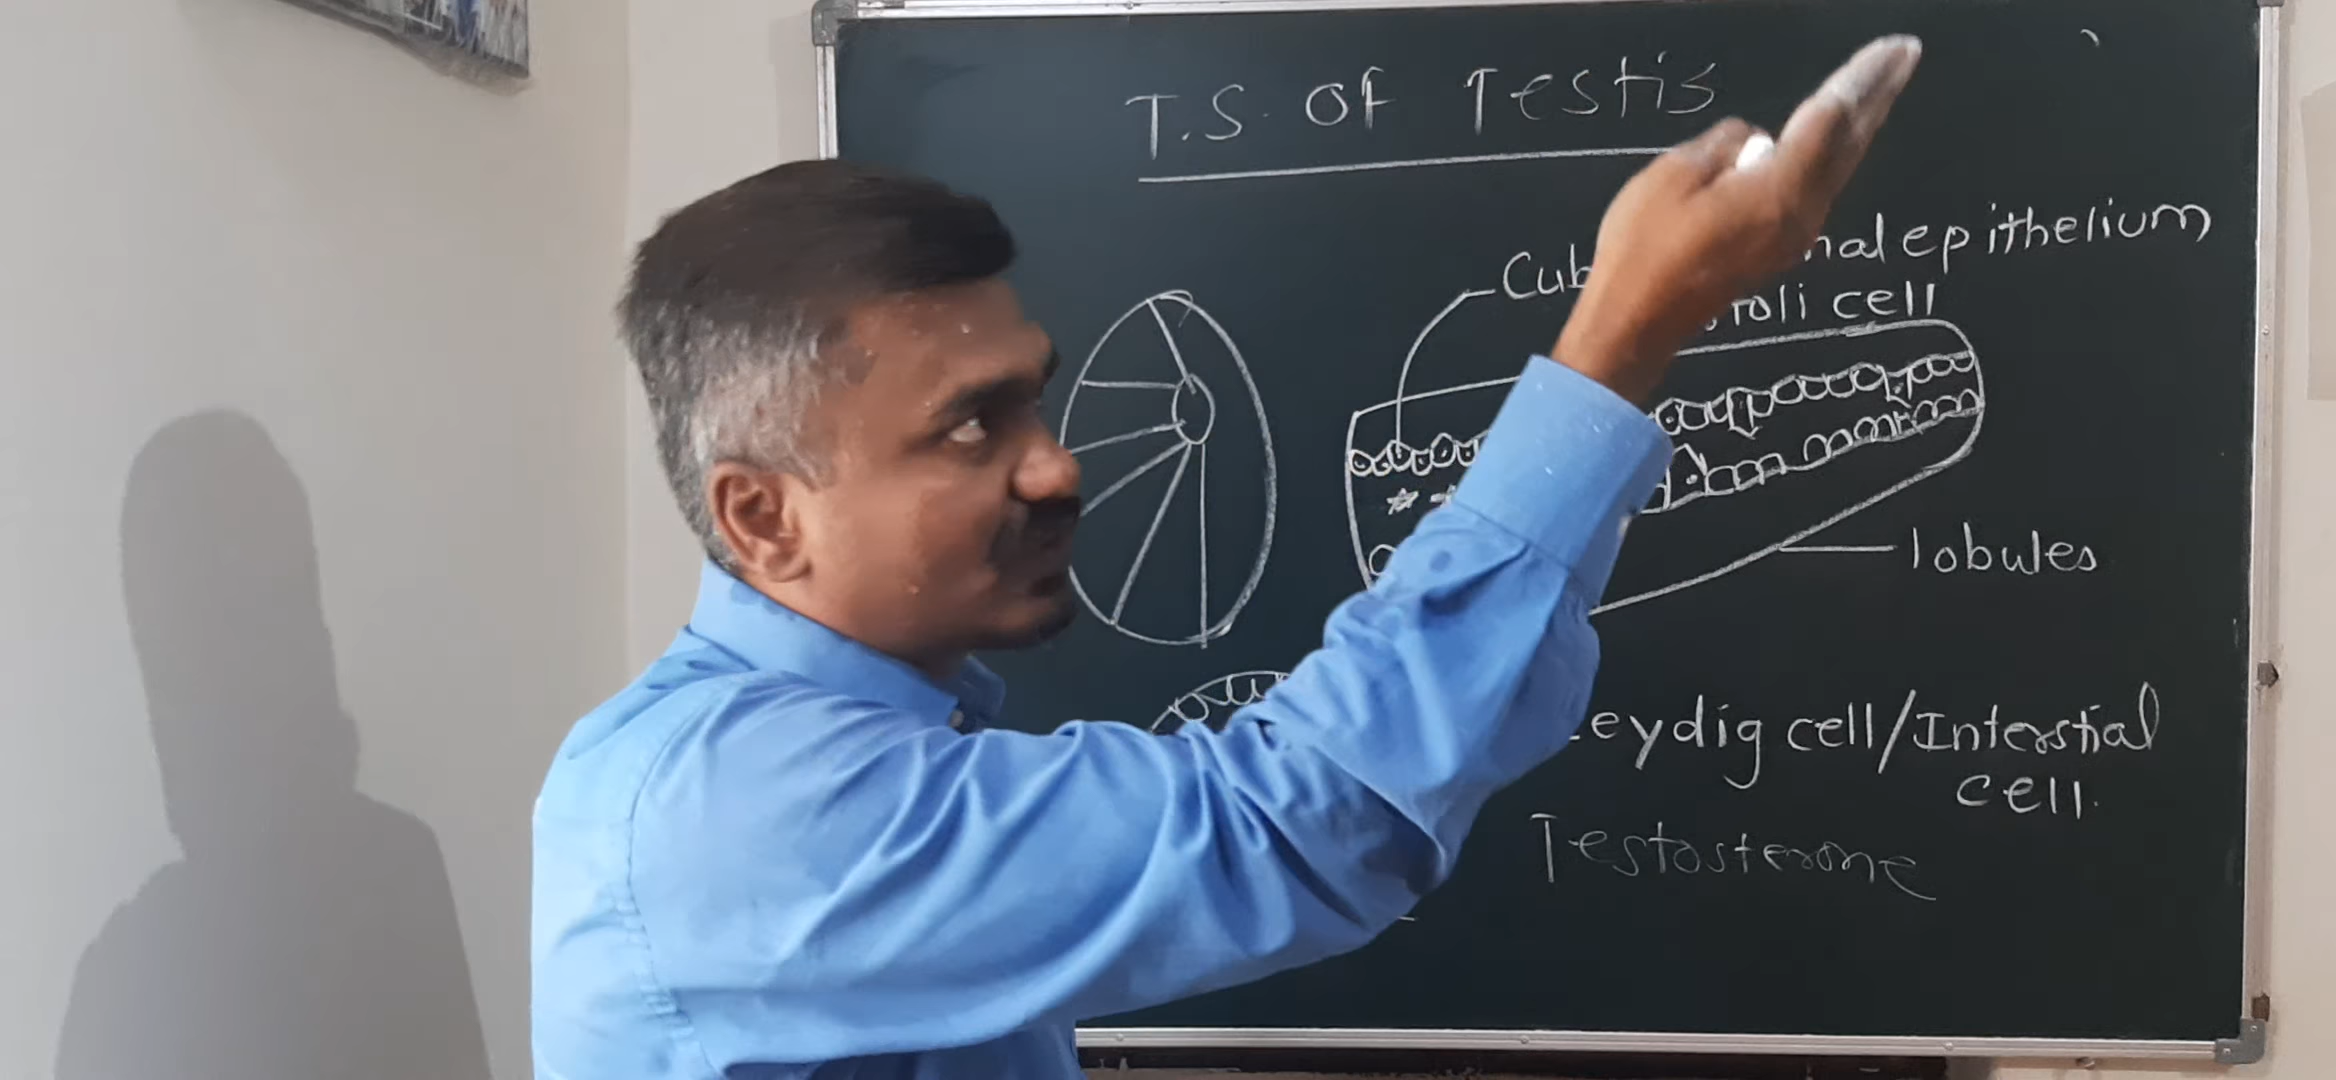 T.S. Of Testis
Cub nal epithelium
toli cell
lobules
eydig cell/Interstial
cell.
Testosterone